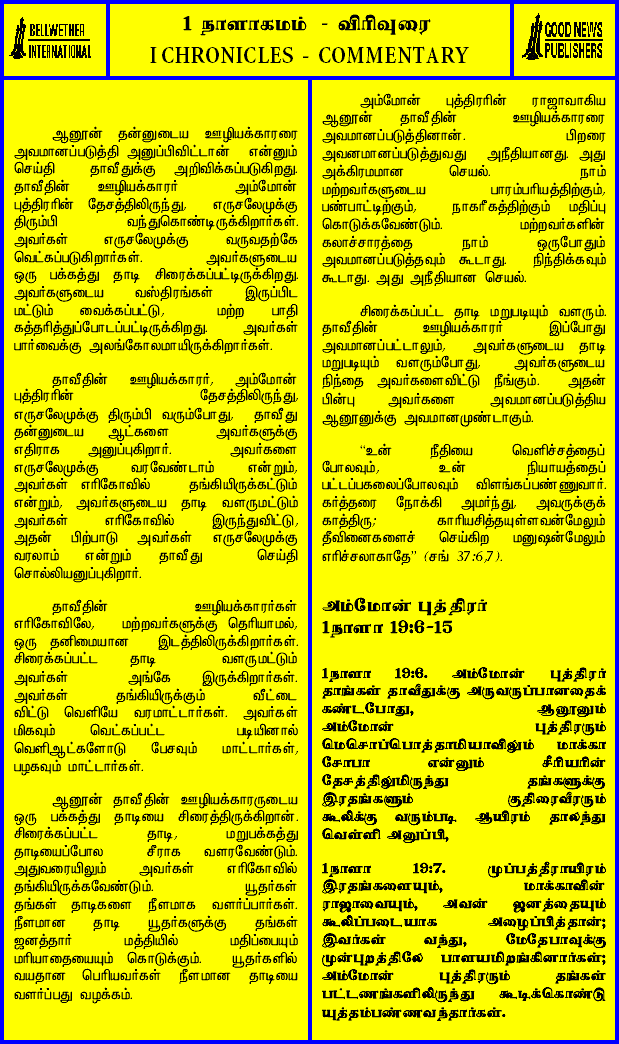 BELLWETHER
INTERNATIONAL
1 நாளாகமம் - விரிவுரை
I CHRONICLES - COMMENTARY
GOOD NEWS
PUBLISHERS
ஆனூன் தன்னுடைய ஊழியக்காரரை
அவமானப்படுத்தி அனுப்பிவிட்டான் என்னும்
செய்தி தாவீதுக்கு அறிவிக்கப்படுகிறது.
தாவீதின் ஊழியக்காரர் அம்மோன்
புத்திரரின் தேசத்திலிருந்து, எருசலேமுக்கு
திரும்பி வந்துகொண்டிருக்கிறார்கள்.
அவர்கள் எருசலேமுக்கு வருவதற்கே
வெட்கப்படுகிறார்கள். அவர்களுடைய
ஒரு பக்கத்து தாடி சிரைக்கப்பட்டிருக்கிறது.
அவர்களுடைய வஸ்திரங்கள் இருப்பிட
மட்டும் வைக்கப்பட்டு, மற்ற பாதி
கத்தரித்துப்போடப்பட்டிருக்கிறது. அவர்கள்
பார்வைக்கு அலங்கோலமாயிருக்கிறார்கள்.
தாவீதின் ஊழியக்காரர், அம்மோன்
புத்திரரின் தேசத்திலிருந்து,
எருசலேமுக்கு திரும்பி வரும்போது, தாவீது
தன்னுடைய ஆட்களை அவர்களுக்கு
எதிராக அனுப்புகிறார். அவர்களை
எருசலேமுக்கு வரவேண்டாம் என்றும்,
அவர்கள் எரிகோவில் தங்கியிருக்கட்டும்
என்றும், அவர்களுடைய தாடி வளருமட்டும்
அவர்கள் எரிகோவில் இருந்துவிட்டு,
அதன் பிற்பாடு அவர்கள் எருசலேமுக்கு
வரலாம் என்றும் தாவீது செய்தி
சொல்லியனுப்புகிறார்.
தாவீதின் ஊழியக்காரர்கள்
எரிகோவிலே, மற்றவர்களுக்கு தெரியாமல்,
ஒரு தனிமையான இடத்திலிருக்கிறார்கள்.
சிரைக்கப்பட்ட தாடி வளருமட்டும்
அவர்கள் அங்கே இருக்கிறார்கள்.
அவர்கள் தங்கியிருக்கும் வீட்டை
விட்டு வெளியே வரமாட்டார்கள். அவர்கள்
மிகவும் வெட்கப்பட்ட படியினால்
வெளிஆட்களோடு பேசவும் மாட்டார்கள்,
பழகவும் மாட்டார்கள்.
ஆனூன் தாவீதின் ஊழியக்காரருடைய
ஒரு பக்கத்து தாடியை சிரைத்திருக்கிறான்.
சிரைக்கப்பட்ட தாடி, மறுபக்கத்து
தாடியைப்போல சீராக வளரவேண்டும்.
அதுவரையிலும் அவர்கள் எரிகோவில்
தங்கியிருக்கவேண்டும். யூதர்கள்
தங்கள் தாடிகளை நீளமாக வளர்ப்பார்கள்.
நீளமான தாடி யூதர்களுக்கு தங்கள்
ஜனத்தார் மத்தியில் மதிப்பையும்
மரியாதையையும் கொடுக்கும். யூதர்களில்
வயதான பெரியவர்கள் நீளமான தாடியை
வளர்ப்பது வழக்கம்.
அம்மோன் புத்திரரின் ராஜாவாகிய
ஆனூன் தாவீதின் ஊழியக்காரரை
அவமானப்படுத்தினான். பிறரை
அவனமானப்படுத்துவது அநீதியானது. அது
அக்கிரமமான செயல். நாம்
மற்றவர்களுடைய பாரம்பரியத்திற்கும்,
பண்பாட்டிற்கும், நாகரீகத்திற்கும் மதிப்பு
கொடுக்கவேண்டும். மற்றவர்களின்
கலாச்சாரத்தை நாம் ஒருபோதும்
அவமானப்படுத்தவும் கூடாது. நிந்திக்கவும்
கூடாது. அது அநீதியான செயல்.
சிரைக்கப்பட்ட தாடி மறுபடியும் வளரும்.
தாவீதின் ஊழியக்காரர் இப்போது
அவமானப்பட்டாலும், அவர்களுடைய தாடி
மறுபடியும் வளரும்போது, அவர்களுடைய
நிந்தை அவர்களைவிட்டு நீங்கும். அதன்
பின்பு அவர்களை அவமானப்படுத்திய
ஆனூனுக்கு அவமானமுண்டாகும்.
“உன் நீதியை வெளிச்சத்தைப்
போலவும், உன் நியாயத்தைப்
பட்டப்பகலைப்போலவும் விளங்கப்பண்ணுவார்.
கர்த்தரை நோக்கி அமர்ந்து, அவருக்குக்
காத்திரு; காரியசித்தியுள்ளவன்மேலும்
தீவினைகளைச் செய்கிற மனுஷன்மேலும்
எரிச்சலாகாதே” (சங் 37:6,7).
அம்மோன் புத்திரர்
1நாளா 19:6-15
1நாளா 19:6. அம்மோன் புத்திரர்
தாங்கள் தாவீதுக்கு அருவருப்பானதைக்
கண்டபோது, ஆனூனும்
அம்மோன் புத்திரரும்
மெசொப்பொத்தாமியாவிலும் மாக்கா
சோபா என்னும் சீரியரின்
தேசத்திலுமிருந்து தங்களுக்கு
இரதங்களும் குதிரைவீரரும்
கூலிக்கு வரும்படி ஆயிரம் தாலந்து
வெள்ளி அனுப்பி,
1நாளா 19:7. முப்பத்தீராயிரம்
இரதங்களையும், மாக்காவின்
ராஜாவையும், அவன் ஜனத்தையும்
கூலிப்படையாக அழைப்பித்தான்;
இவர்கள் வந்து, மேதேபாவுக்கு
முன்புறத்திலே பாளயமிறங்கினார்கள்;
அம்மோன் புத்திரரும் தங்கள்
பட்டணங்களிலிருந்து கூடிக்கொண்டு
யுத்தம்பண்ணவந்தார்கள்.